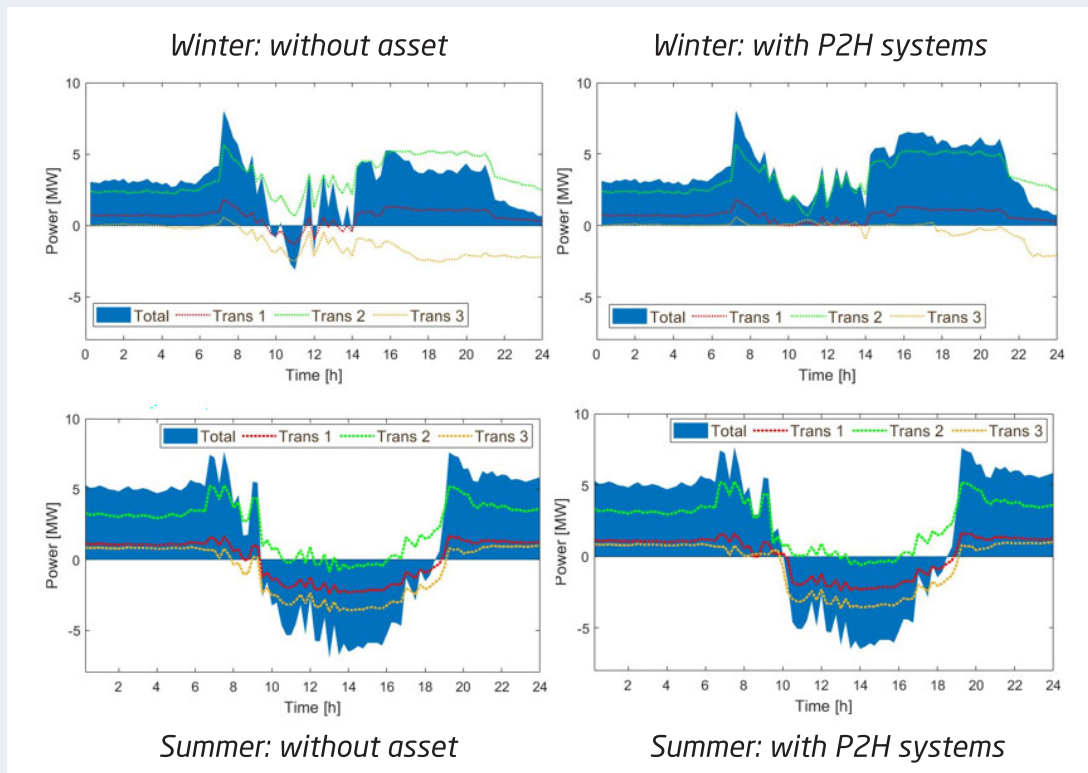 Winter: without asset
Winter: with P2H systems
10
5
0
-5
Power [MW]
Total Trans 1 Trans 2 Trans 3
0 2 4 6 8 10 12 14 16 18 20 22 24
Time [h]
10
5
0
-5
Power [MW]
Total Trans 1 Trans 2 Trans 3
0 2 4 6 8 10 12 14 16 18 20 22 24
Time [h]
10
5
0
-5
Power [MW]
Total Trans 1 Trans 2 Trans 3
2 4 6 8 10 12 14 16 18 20 22 24
Time [h]
10
5
0
-5
Power [MW]
Total Trans 1 Trans 2 Trans 3
2 4 6 8 10 12 14 16 18 20 22 24
Time [h]
Summer: without asset
Summer: with P2H systems